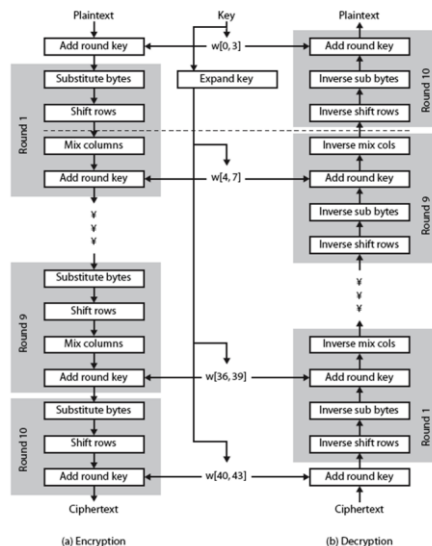 Plaintext
Key
Plaintext
Add round key
w[0, 3]
Add round key
Substitute bytes
Expand key
Inverse sub bytes
Round 1
Round 10
Shift rows
Inverse shift rows
Mix columns
Inverse mix cols
Add round key
w[4, 7]
Add round key
Round 9
Inverse sub bytes
¥
¥
¥
Inverse shift rows
Substitute bytes
¥
¥
¥
Shift rows
Round 9
Mix columns
Inverse mix cols
Add round key
w[36, 39]
Add round key
Substitute bytes
Inverse sub bytes
Round 10
Round 1
Shift rows
Inverse shift rows
Add round key
w[40, 43]
Add round key
Ciphertext
Ciphertext
(a) Encryption
(b) Decryption